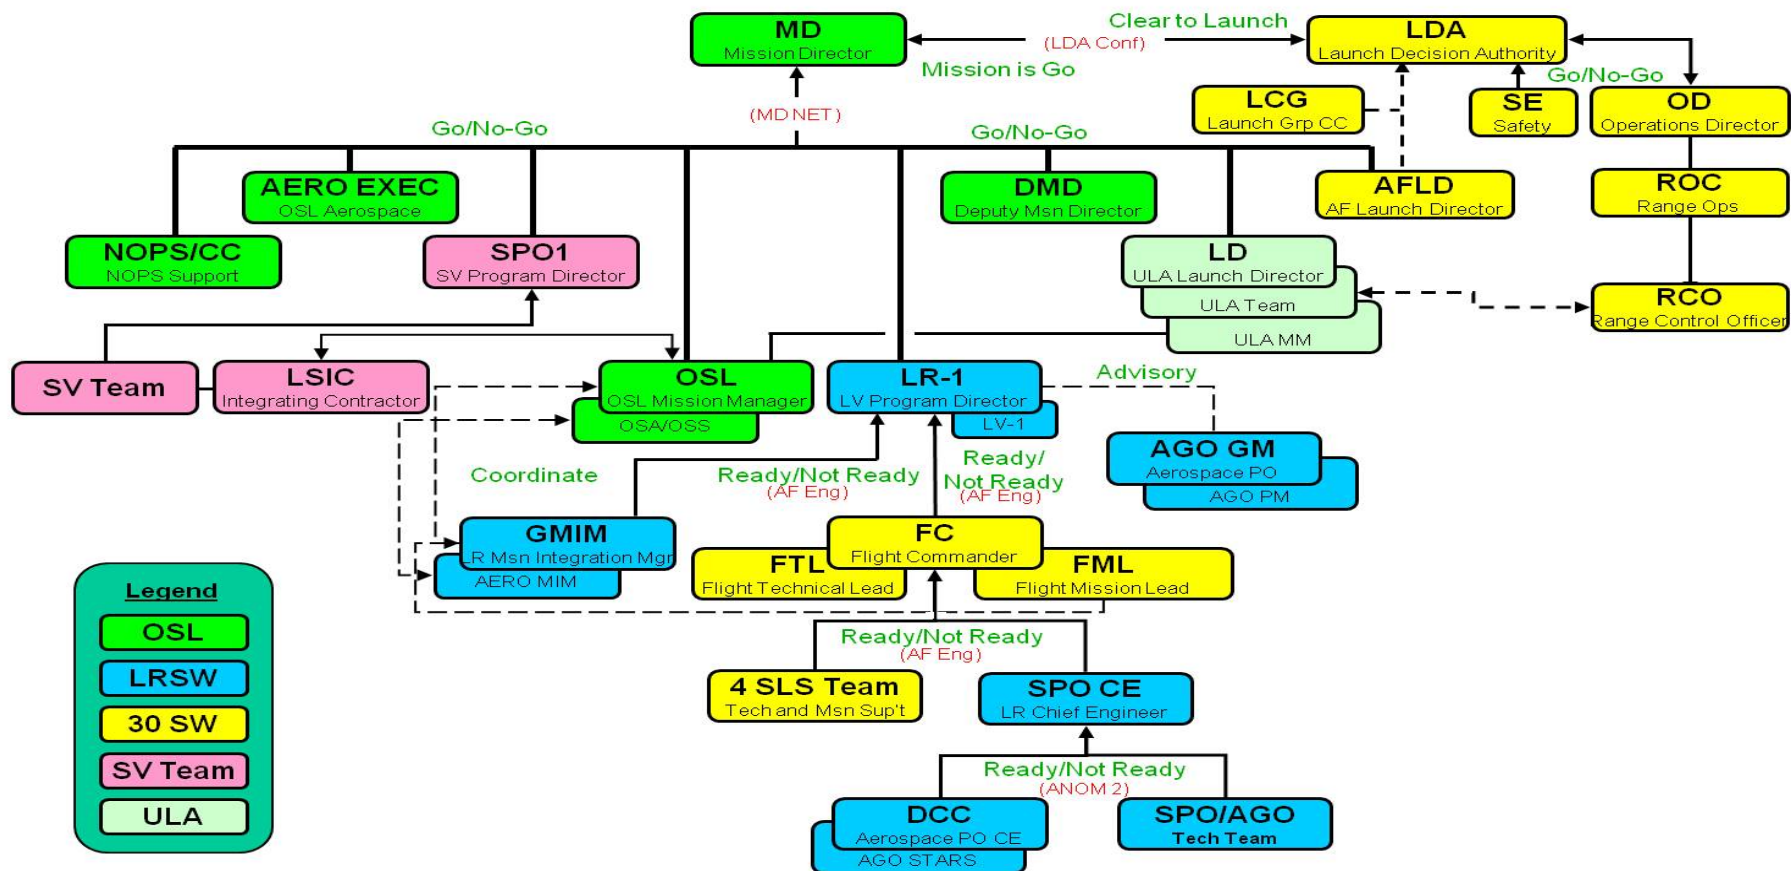 MD
Mission Director
Clear to Launch
(LDA Conf)
Mission is Go
LDA
Launch Decision Authority
(MD NET)
Go/No-Go
LCG
Launch Grp CC
SE
Safety
OD
Operations Director
Go/No-Go
Go/No-Go
AERO EXEC
OSL Aerospace
DMD
Deputy Msn Director
AFLD
AF Launch Director
ROC
Range Ops
NOPS/CC
NOPS Support
SPO1
SV Program Director
LD
ULA Launch Director
ULA Team
ULA MM
RCO
Range Control Officer
SV Team
LSIC
Integrating Contractor
OSL
OSL Mission Manager
OSA/OSS
LR-1
LV Program Director
LV-1
Advisory
AGO GM
Aerospace PO
AGO PM
Coordinate
Ready/Not Ready
(AF Eng)
Ready/
Not Ready
(AF Eng)
GMIM
LR Msn Integration Mgr
AERO MIM
FC
Flight Commander
FTL
Flight Technical Lead
FML
Flight Mission Lead
Ready/Not Ready
(AF Eng)
4 SLS Team
Tech and Msn Sup't
SPO CE
LR Chief Engineer
Ready/Not Ready
(ANOM 2)
DCC
Aerospace PO CE
AGO STARS
SPO/AGO
Tech Team
Legend
OSL
LRSW
30 SW
SV Team
ULA